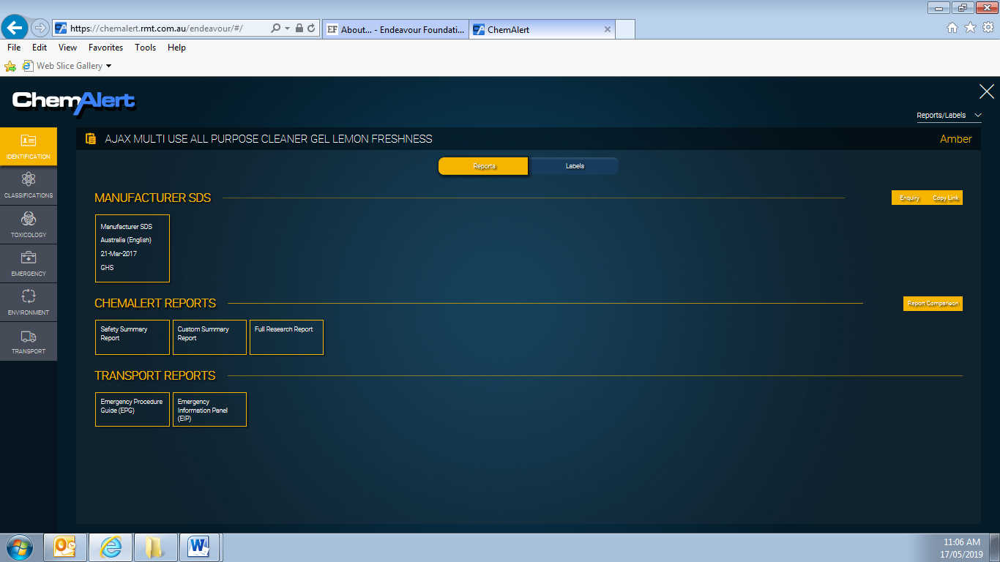 https://chemalert.rmt.com.au/endeavour/#/
EF About... - Endeavour Foundati...
ChemAlert
File Edit View Favorites Tools Help
Web Slice Gallery
ChemAlert
Reports/Labels
IDENTIFICATION
CLASSIFICATIONS
TOXICOLOGY
EMERGENCY
ENVIRONMENT
TRANSPORT
AJAX MULTI USE ALL PURPOSE CLEANER GEL LEMON FRESHNESS
Amber
Reports
Labels
MANUFACTURER SDS
Enquiry
Copy Link
Manufacturer SDS
Australia (English)
21-Mar-2017
GHS
CHEMALERT REPORTS
Report Comparison
Safety Summary
Report
Custom Summary
Report
Full Research Report
TRANSPORT REPORTS
Emergency Procedure
Guide (EPG)
Emergency
Information Panel
(EIP)
11:06 AM
17/05/2019